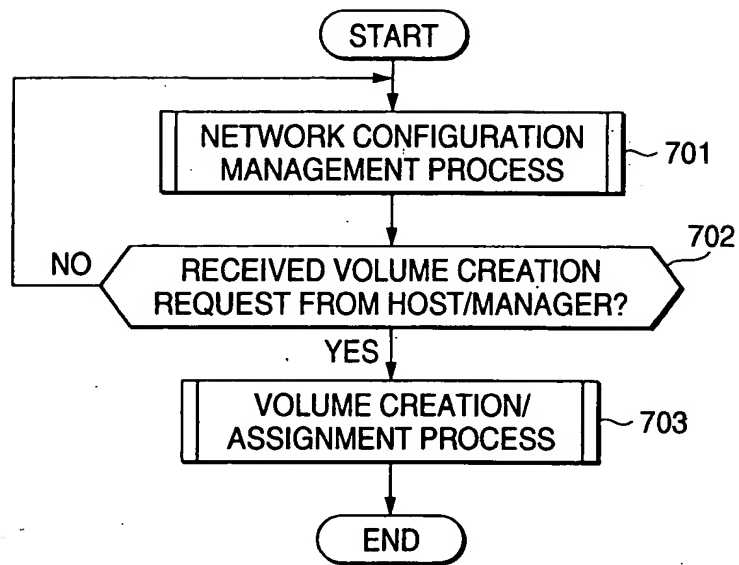 START
NETWORK CONFIGURATION
MANAGEMENT PROCESS
701
702
NO
RECEIVED VOLUME CREATION
REQUEST FROM HOST/MANAGER?
YES
VOLUME CREATION/
ASSIGNMENT PROCESS
703
END